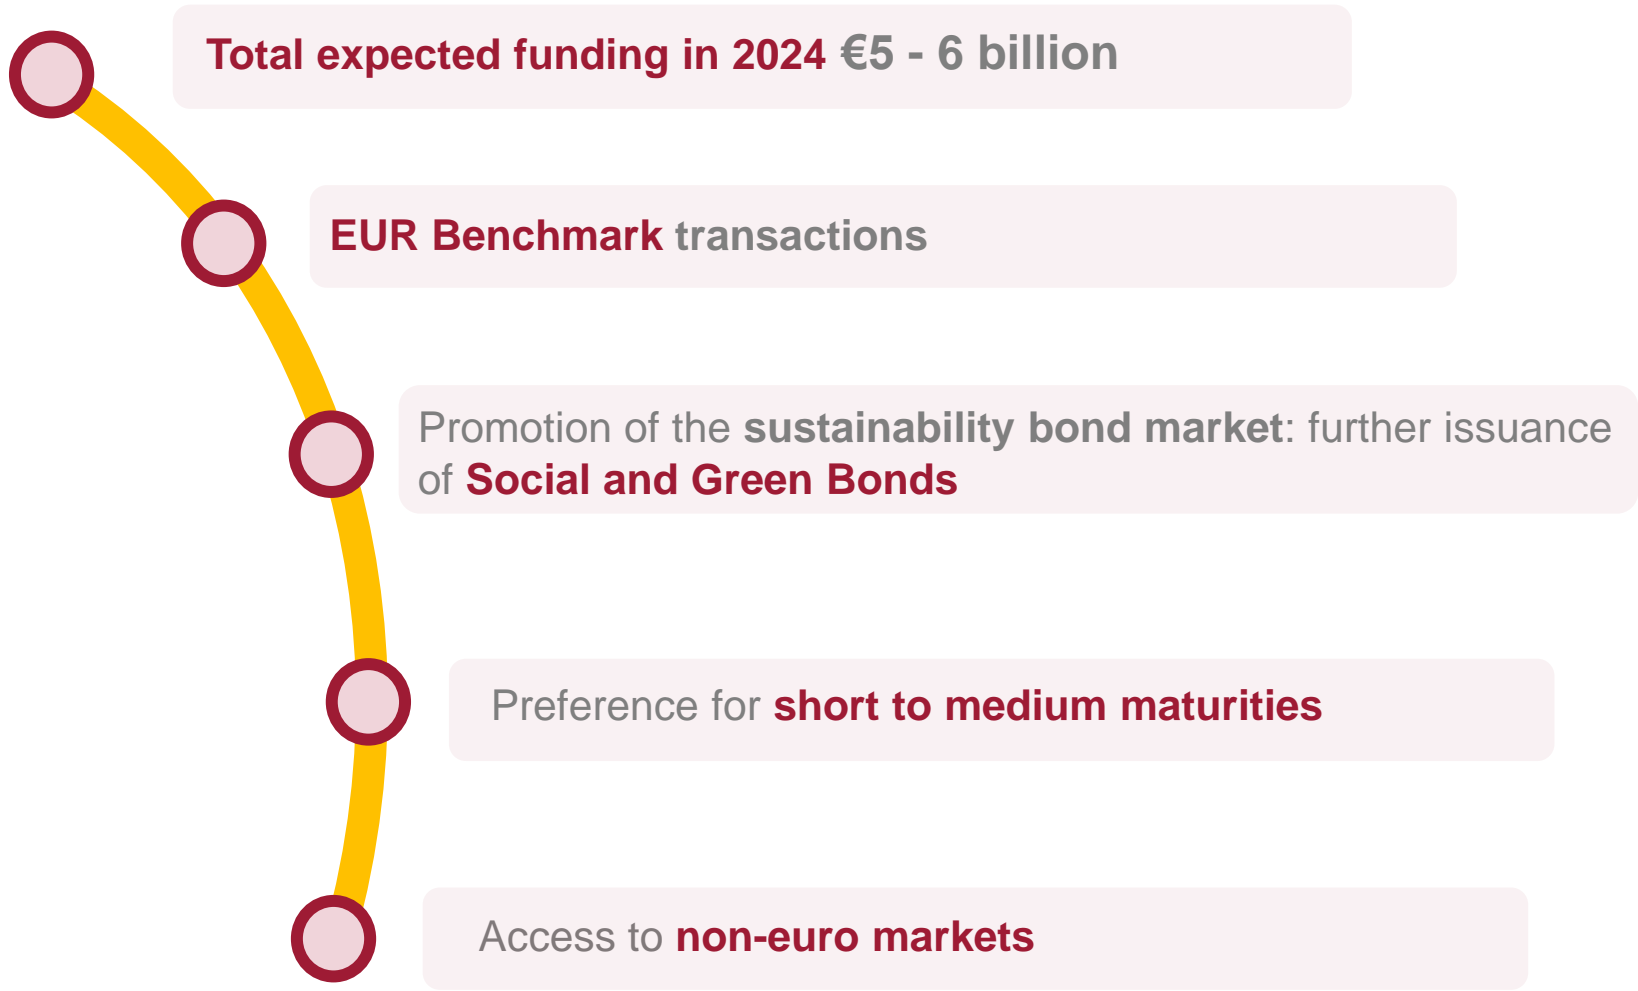 Total expected funding in 2024 €5 - 6 billion
EUR Benchmark transactions
Promotion of the sustainability bond market: further issuance
of Social and Green Bonds
Preference for short to medium maturities
Access to non-euro markets